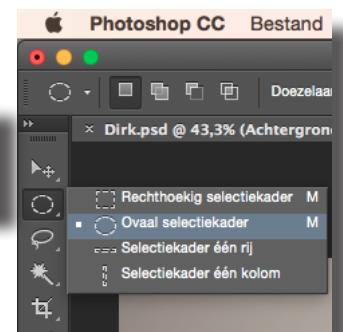 Photoshop CC Bestand
Doezelaar
× Dirk.psd @ 43,3% (Achtergron
Rechthoekig selectiekader M
Ovaal selectiekader M
Selectiekader één rij
Selectiekader één kolom